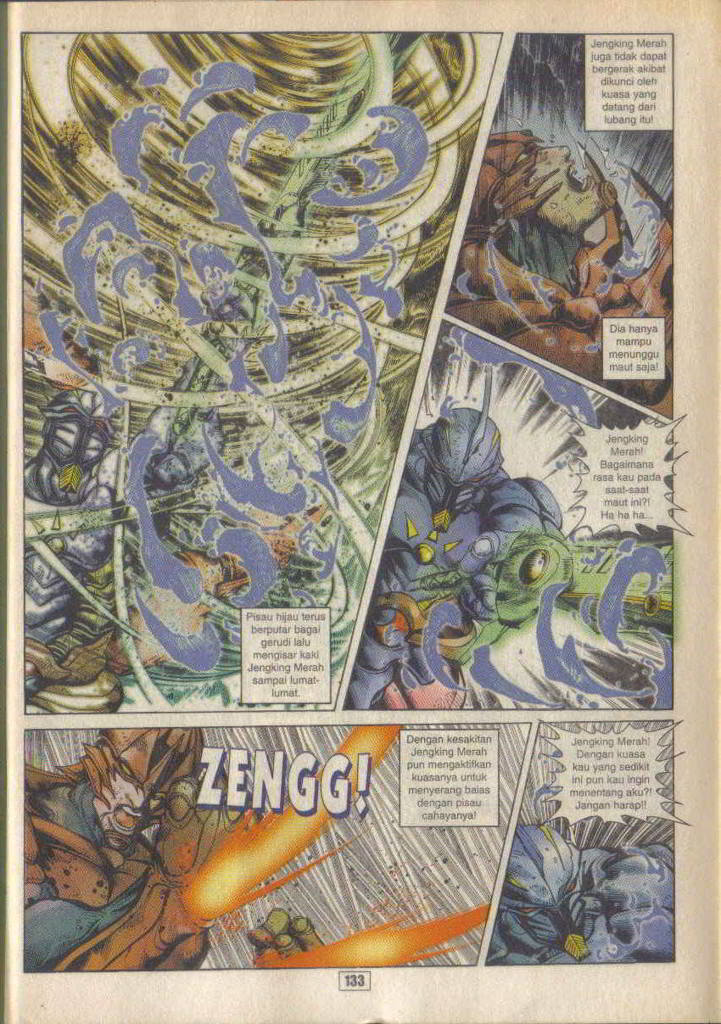 Pisau hijau terus
berputar bagai
gerudi lalu
mengisar kaki
Jengking Merah
sampai lumat-
lumat.
Jengking Merah
juga tidak dapat
bergerak akibat
dikunci oleh
kuasa yang
datang dari
lubang itu!
Dia hanya
mampu
menunggu
maut saja!
Jengking
Merah!
Bagaimana
rasa kau pada
saat-saat
maut ini?!
Ha ha ha...
ZENGG!
Dengan kesakitan
Jengking Merah
pun mengaktifkan
kuasanya untuk
menyerang balas
dengan pisau
cahayanya!
Jengking Merah!
Dengan kuasa
kau yang sedikit
ini pun kau ingin
menentang aku?!
Jangan harap!!
133